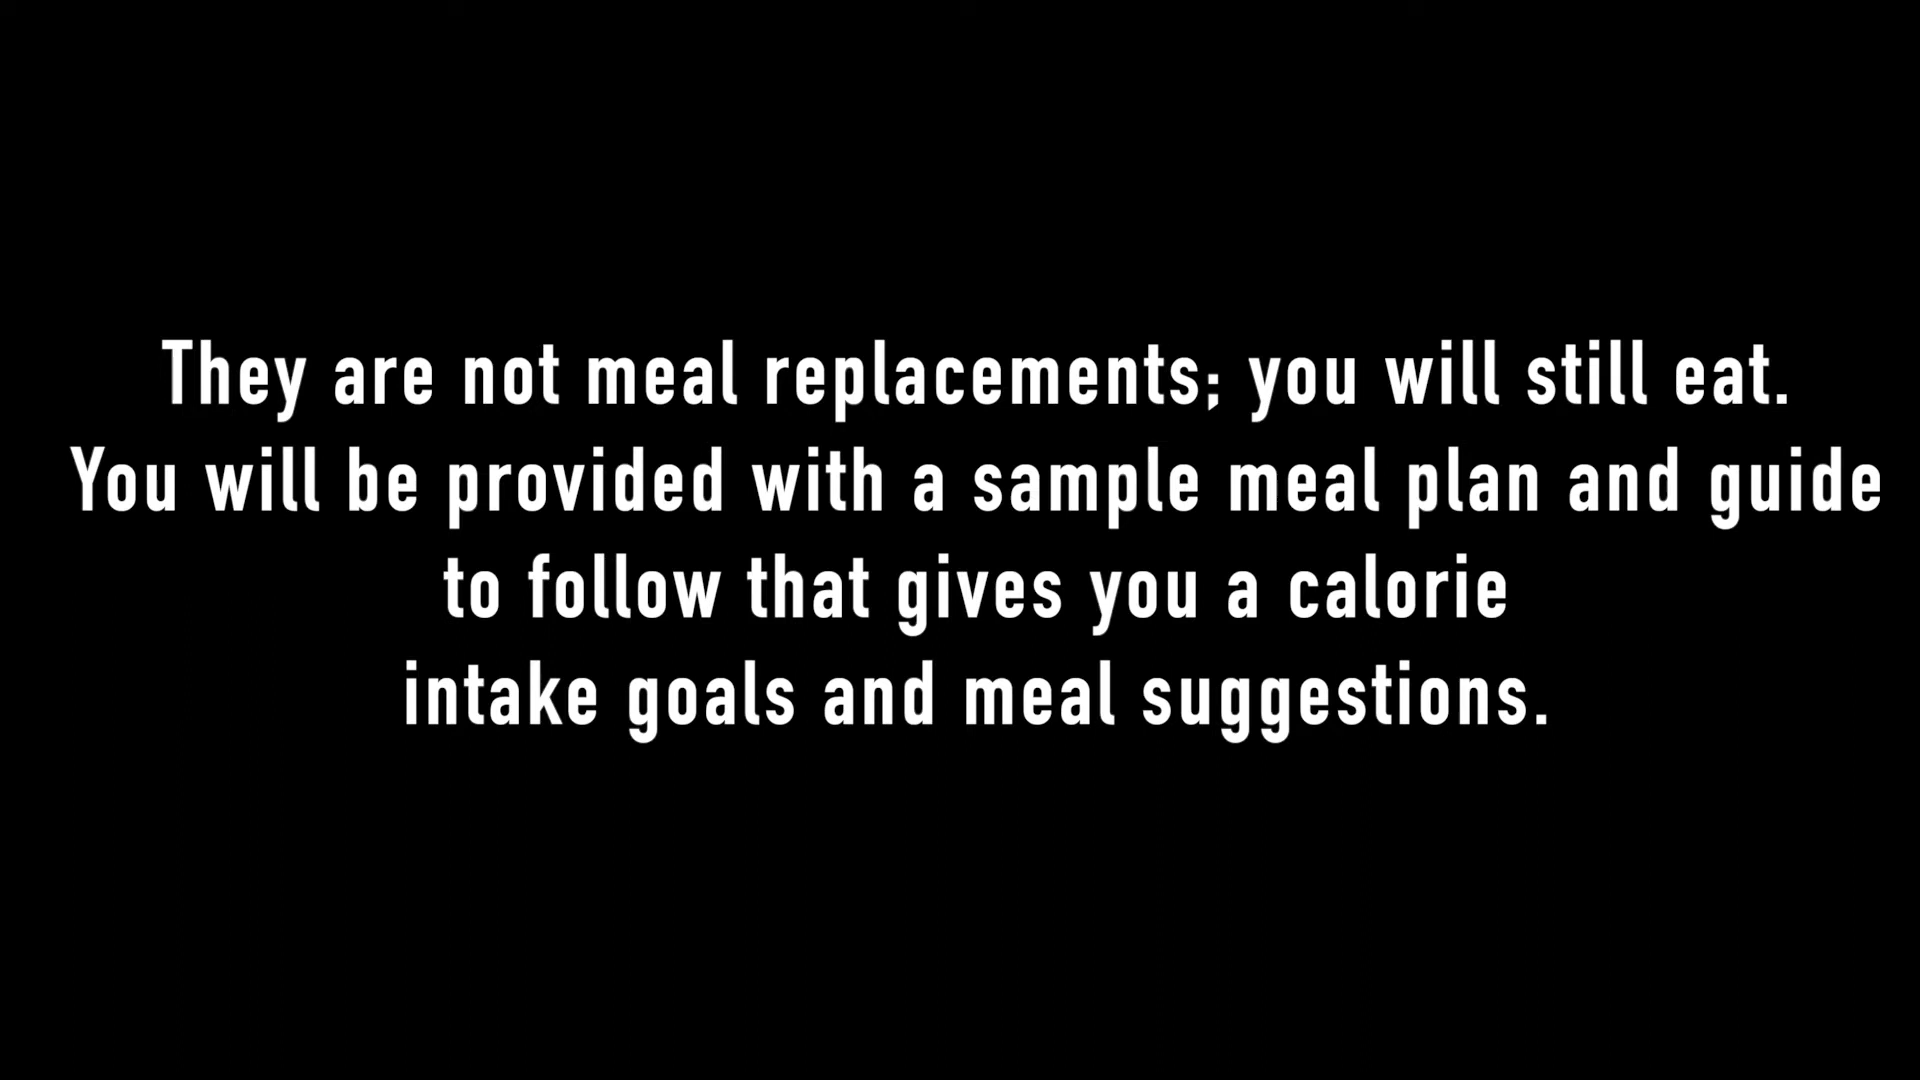 They are not meal replacements; you will still eat.
You will be provided with a sample meal plan and guide
to follow that gives you a calorie
intake goals and meal suggestions.